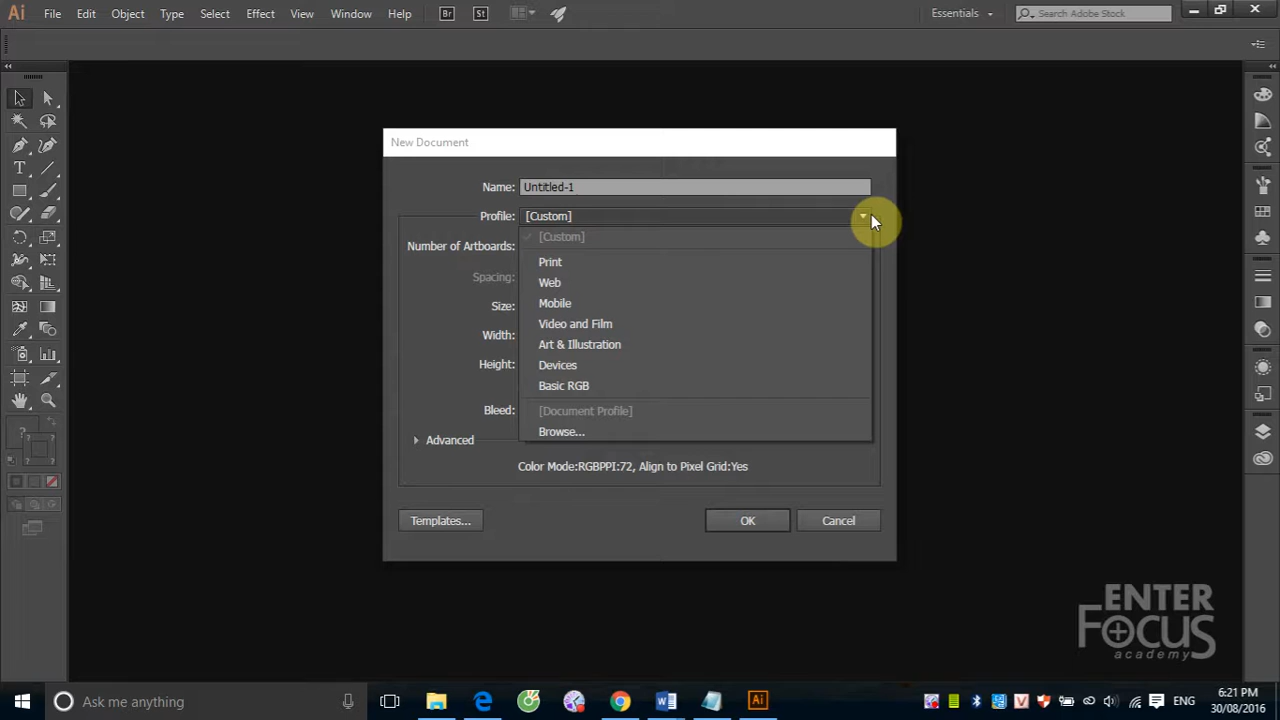 Ai File Edit Object Type Select Effect View Window Help Br St Essentials Search Adobe Stock
New Document
Name: Untitled-1
Profile: [Custom]
[Custom]
Number of Artboards:
Print
Spacing:
Web
Size:
Mobile
Video and Film
Width:
Art & Illustration
Height:
Devices
Basic RGB
Bleed:
[Document Profile]
Browse...
Advanced
Color Mode:RGBPPI:72, Align to Pixel Grid:Yes
Templates... OK Cancel
ENTER
FOCUS
academy
Ask me anything
Ai
ENG
6:21 PM
30/08/2016